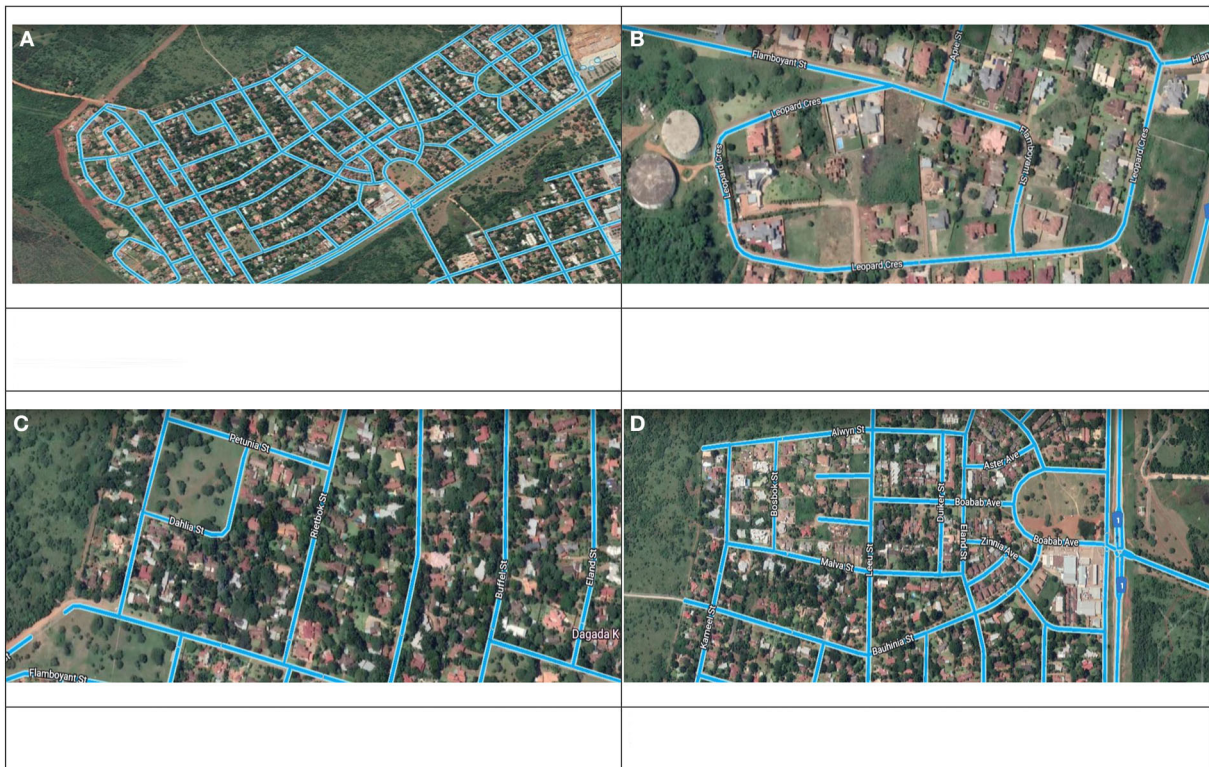 A
B
Flamboyant St
Apie St
Leopard Cres
Leopard Cres
Flamboyant St
Leopard Cres
Leopard Cres
C
Petunia St
Dahlia St
Rietbok St
Buffel St
Eland St
Dagada K
Flamboyant St
D
Alwyn St
Aster Ave
Bosbok St
Duiker St
Boabab Ave
Eland St
Zinnia Ave
Boabab Ave
Leeu St
Malva St
Kameel St
Bauhinia St
1
1